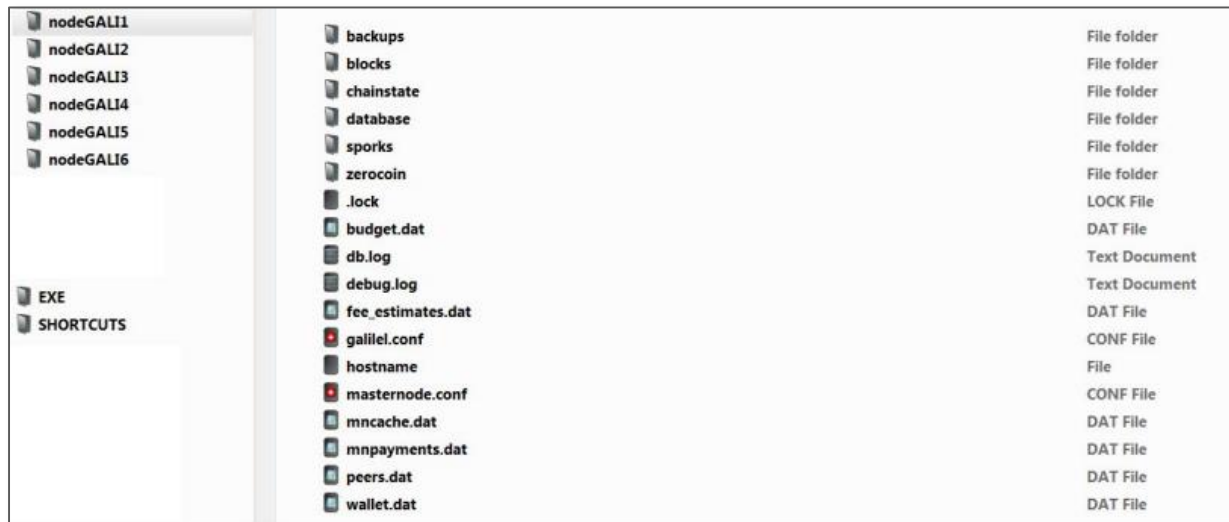 nodeGALI1
nodeGALI2
nodeGALI3
nodeGALI4
nodeGALI5
nodeGALI6
EXE
SHORTCUTS
backups File folder
blocks File folder
chainstate File folder
database File folder
sporks File folder
zerocoin File folder
.lock LOCK File
budget.dat DAT File
db.log Text Document
debug.log Text Document
fee_estimates.dat DAT File
galilel.conf CONF File
hostname File
masternode.conf CONF File
mncache.dat DAT File
mnpayments.dat DAT File
peers.dat DAT File
wallet.dat DAT File